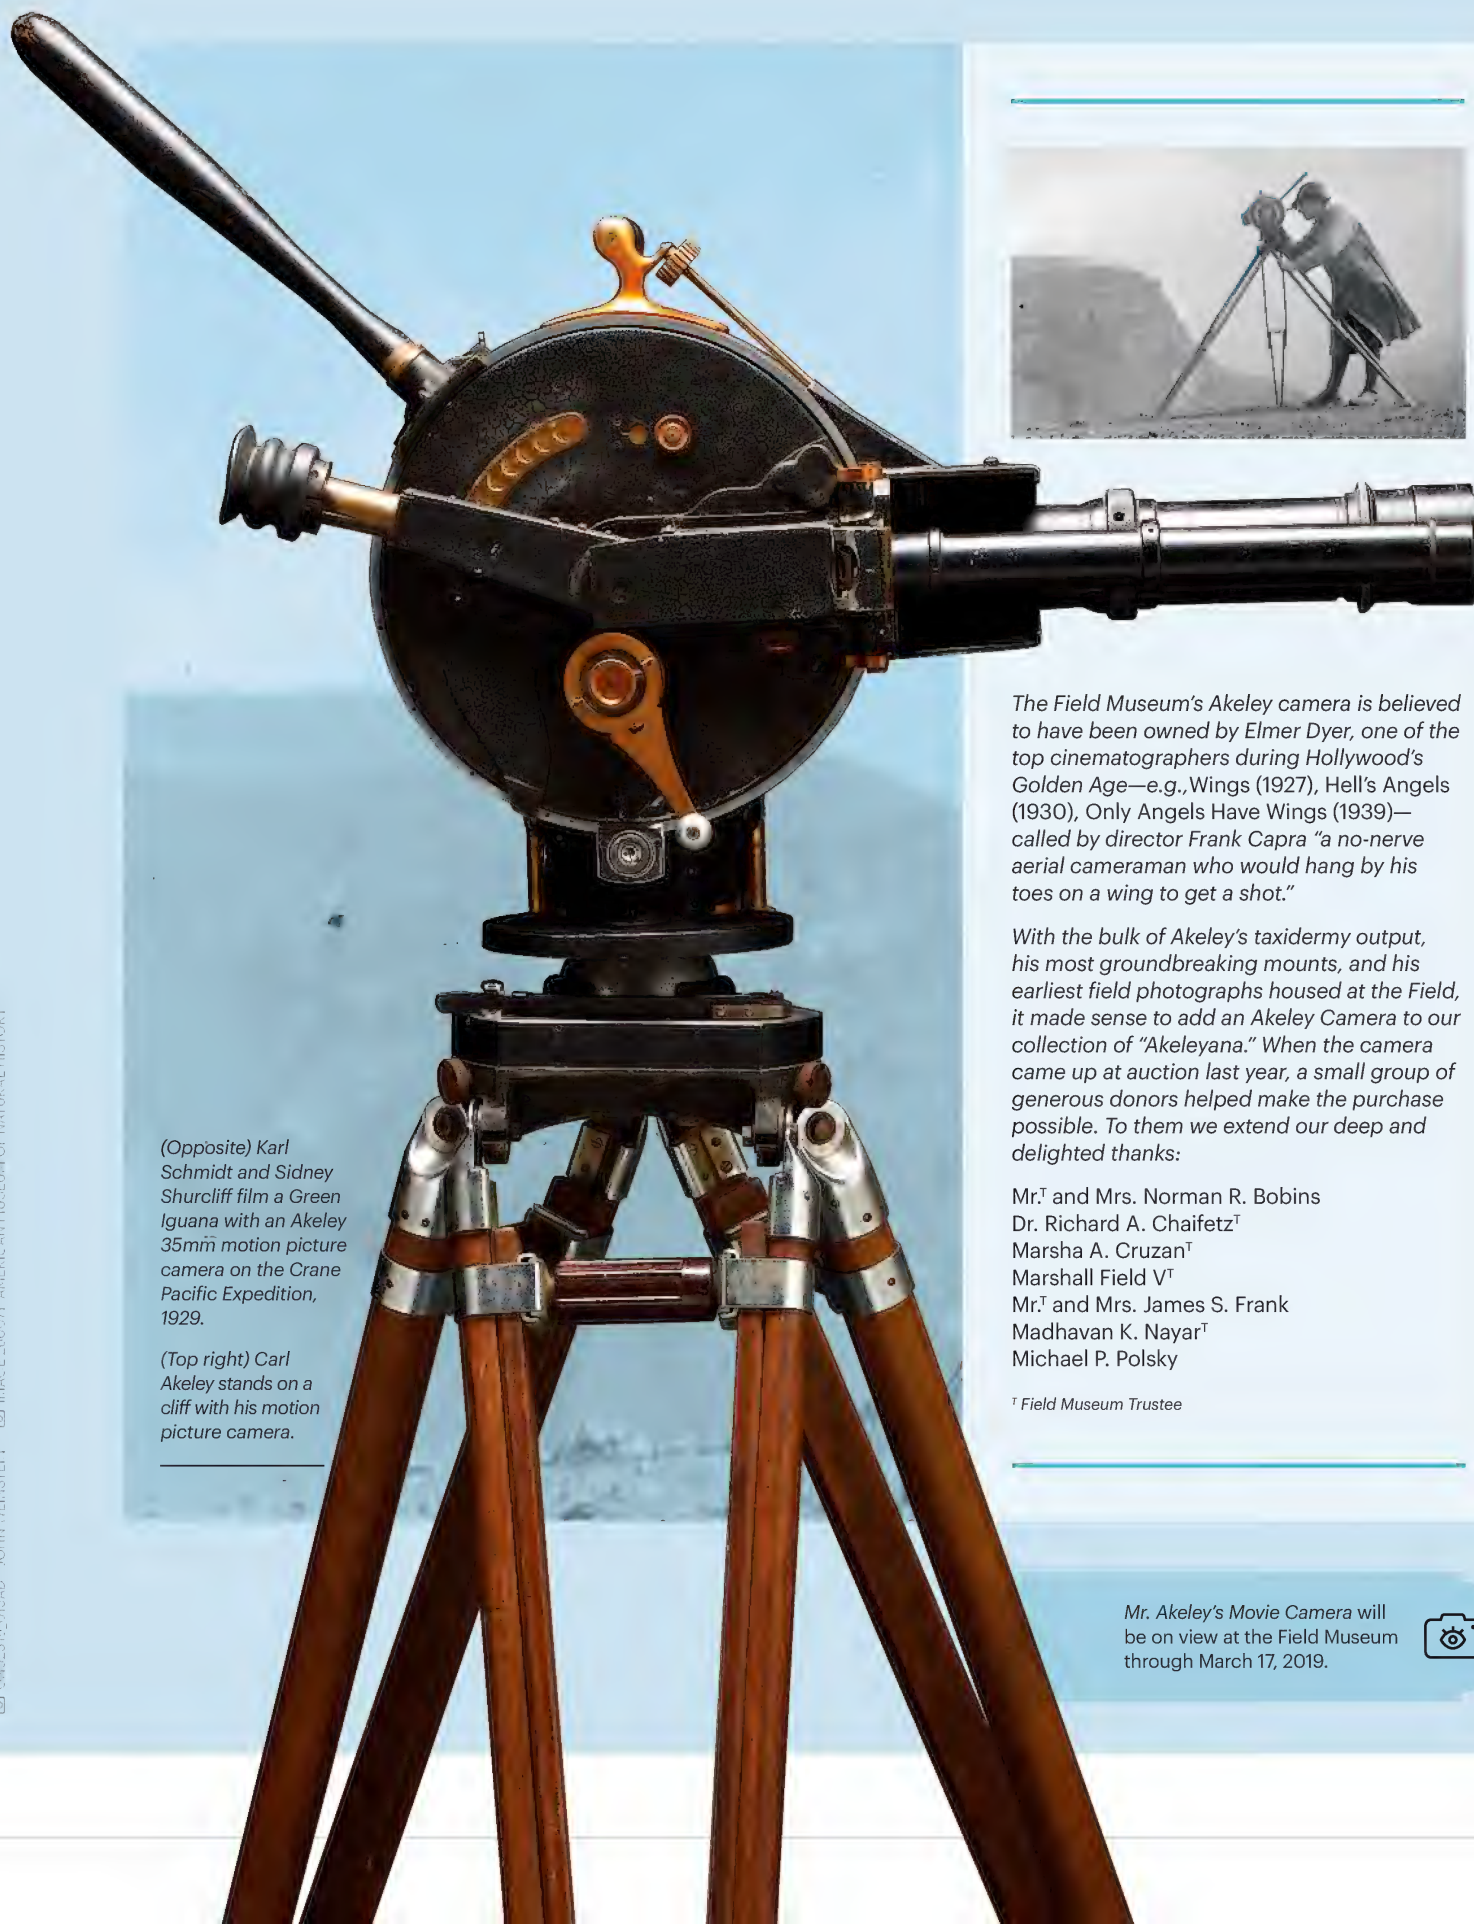 The Field Museum's Akeley camera is believed
to have been owned by Elmer Dyer, one of the
top cinematographers during Hollywood's
Golden Age—e.g.,Wings (1927), Hell's Angels
(1930), Only Angels Have Wings (1939)—
called by director Frank Capra "a no-nerve
aerial cameraman who would hang by his
toes on a wing to get a shot."
With the bulk of Akeley's taxidermy output,
his most groundbreaking mounts, and his
earliest field photographs housed at the Field,
it made sense to add an Akeley Camera to our
collection of "Akeleyana." When the camera
came up at auction last year, a small group of
generous donors helped make the purchase
possible. To them we extend our deep and
delighted thanks:
Mr.ᵀ and Mrs. Norman R. Bobins
Dr. Richard A. Chaifetzᵀ
Marsha A. Cruzanᵀ
Marshall Field Vᵀ
Mr.ᵀ and Mrs. James S. Frank
Madhavan K. Nayarᵀ
Michael P. Polsky
ᵀ Field Museum Trustee
(Opposite) Karl
Schmidt and Sidney
Shurcliff film a Green
Iguana with an Akeley
35mm motion picture
camera on the Crane
Pacific Expedition,
1929.
(Top right) Carl
Akeley stands on a
cliff with his motion
picture camera.
Mr. Akeley's Movie Camera will
be on view at the Field Museum
through March 17, 2019.